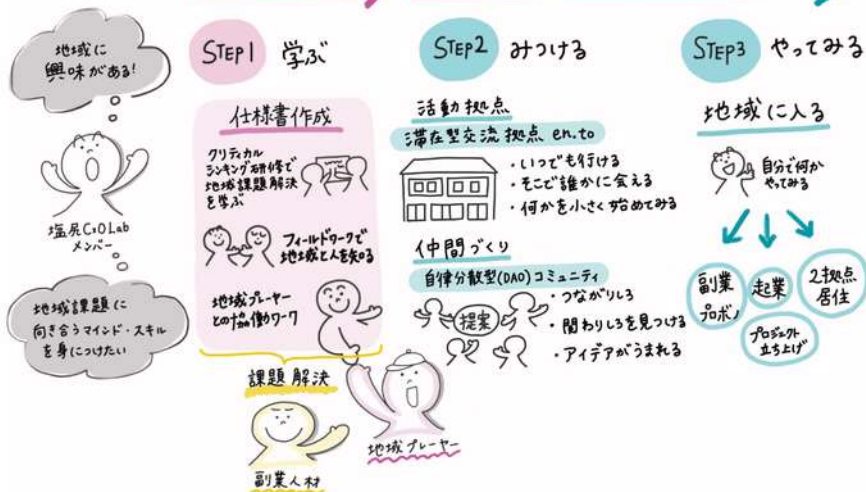 地域に
興味がある!
塩尻CxO Lab
メンバー
地域課題に
向き合うマインド・スキル
を身につけたい
STEP1 学ぶ
仕様書作成
クリティカル
シンキング研修で
地域課題解決
を学ぶ
フィールドワークで
地域と人を知る
地域プレーヤー
との協働ワーク
課題解決
副業人材
地域プレーヤー
STEP2 みつける
活動拠点
滞在型交流拠点 en.to
・いつでも行ける
・そこで誰かに会える
・何かを小さく始めてみる
仲間づくり
自律分散型(DAO)コミュニティ
提案
・つながりしろ
・関わりしろを見つける
・アイデアがうまれる
STEP3 やってみる
地域に入る
自分で何か
やってみる
副業
プロボノ
起業
2拠点
居住
プロジェクト
立ち上げ